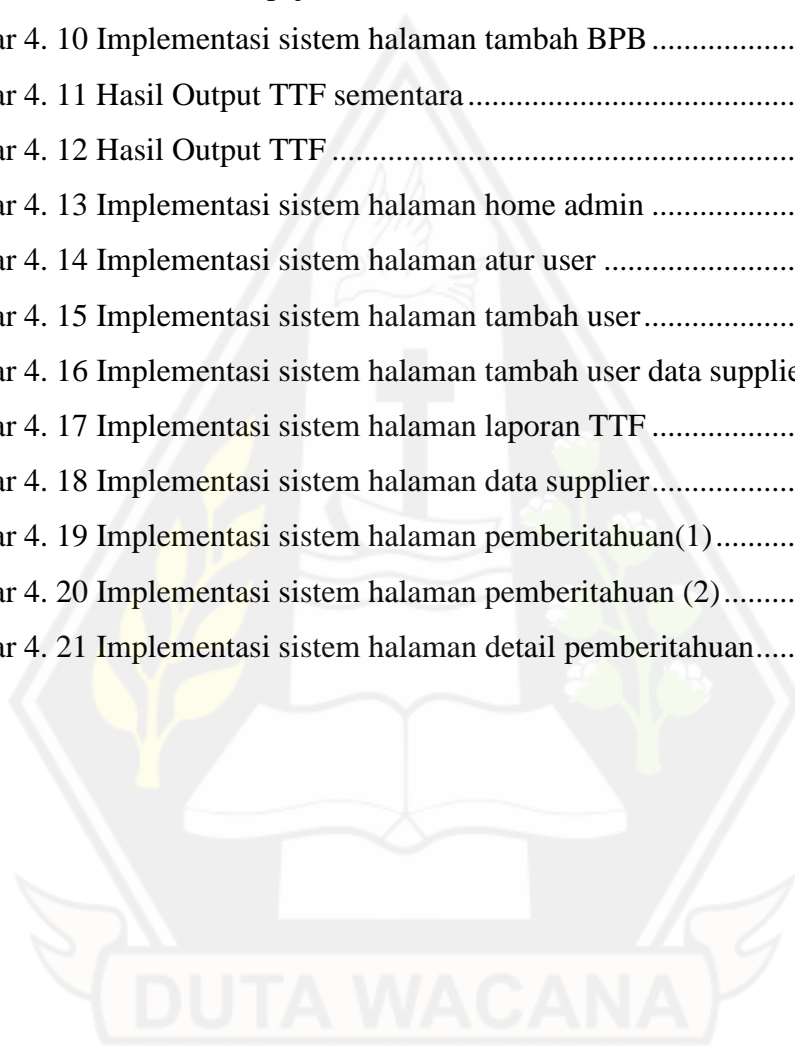 ar 4. 10 Implementasi sistem halaman tambah BPB ..................
ar 4. 11 Hasil Output TTF sementara ..........................................
ar 4. 12 Hasil Output TTF ...........................................................
ar 4. 13 Implementasi sistem halaman home admin ..................
ar 4. 14 Implementasi sistem halaman atur user ........................
ar 4. 15 Implementasi sistem halaman tambah user ...................
ar 4. 16 Implementasi sistem halaman tambah user data supplie
ar 4. 17 Implementasi sistem halaman laporan TTF ..................
ar 4. 18 Implementasi sistem halaman data supplier ..................
ar 4. 19 Implementasi sistem halaman pemberitahuan(1) ..........
ar 4. 20 Implementasi sistem halaman pemberitahuan (2) .........
ar 4. 21 Implementasi sistem halaman detail pemberitahuan .....
DUTA WACANA